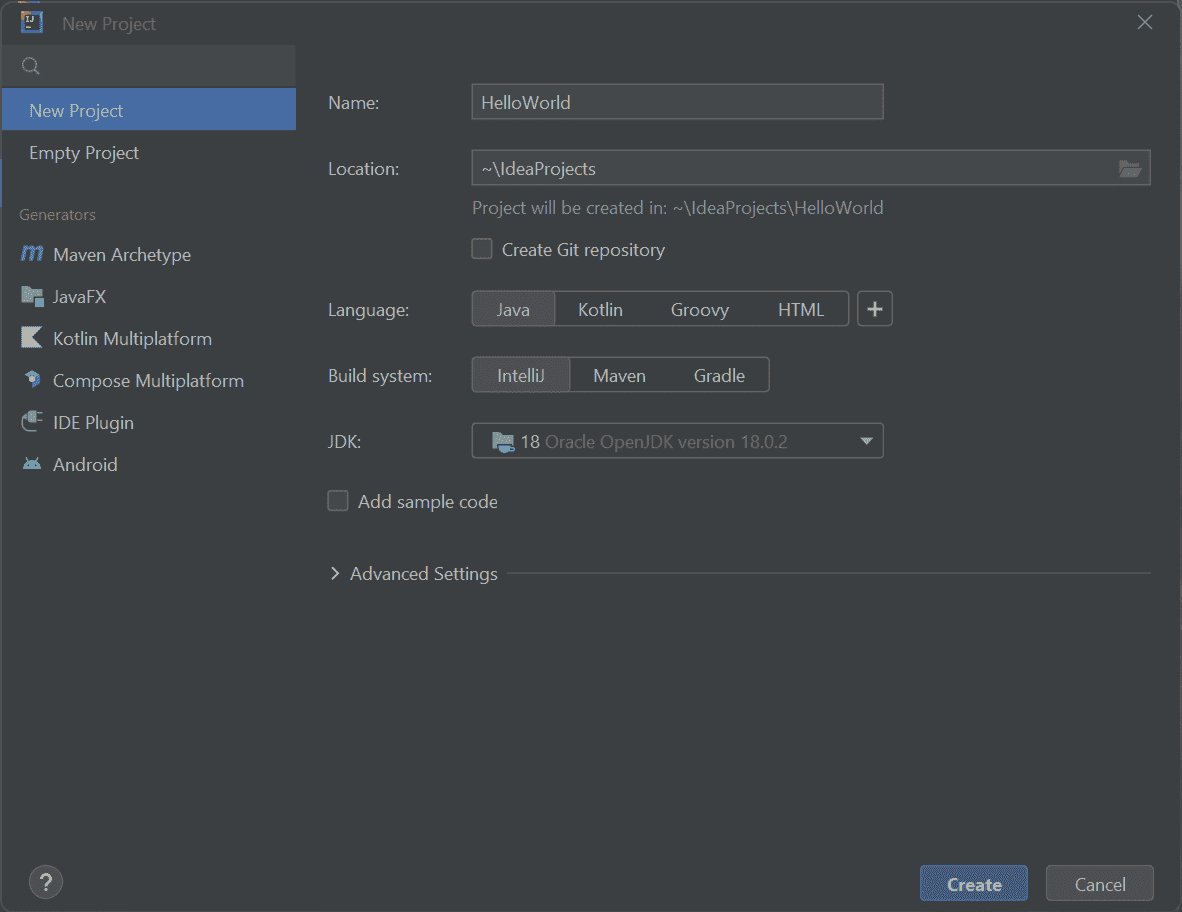 New Project
New Project
Empty Project
Generators
Maven Archetype
JavaFX
Kotlin Multiplatform
Compose Multiplatform
IDE Plugin
Android
Name: HelloWorld
Location: ~\IdeaProjects
Project will be created in: ~\IdeaProjects\HelloWorld
Create Git repository
Language: Java Kotlin Groovy HTML +
Build system: IntelliJ Maven Gradle
JDK: 18 Oracle OpenJDK version 18.0.2
Add sample code
Advanced Settings
? Create Cancel